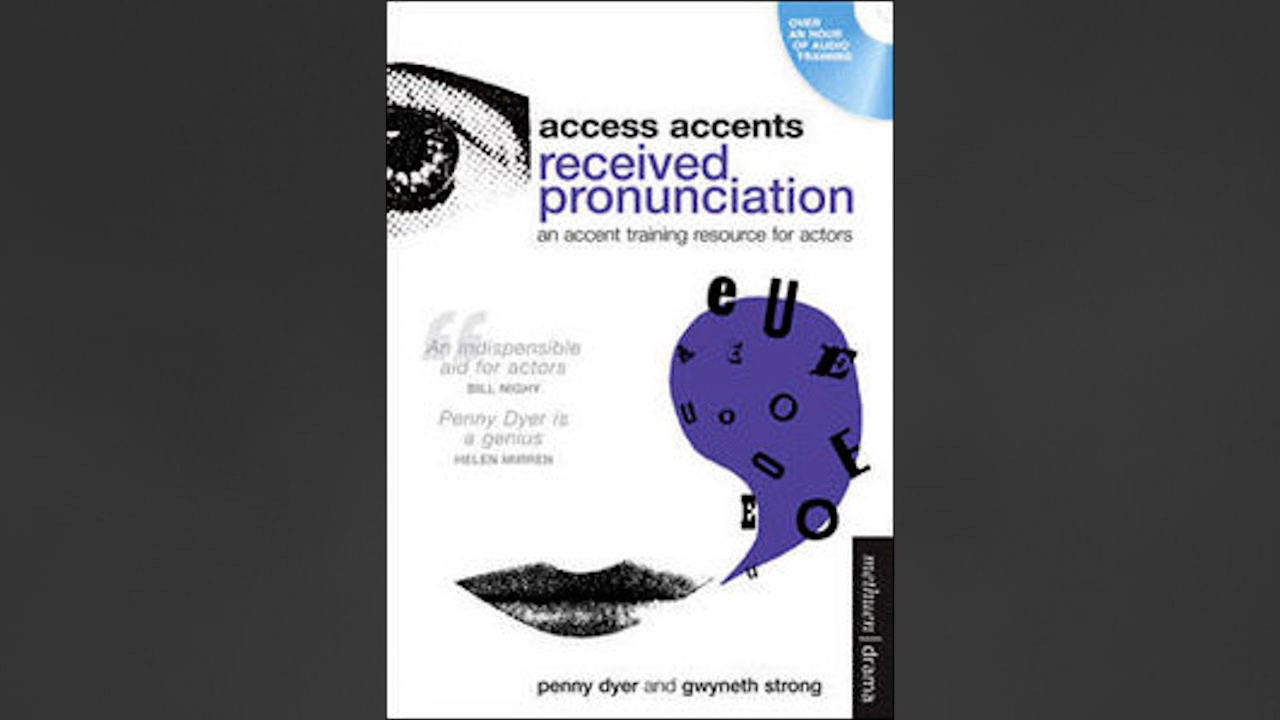 OVER
AN HOUR
OF AUDIO
TRAINING
access accents
received
pronunciation
an accent training resource for actors
“
An indispensible
aid for actors
BILL NIGHY
Penny Dyer is
a genius
HELEN MIRREN
e U
A E E
U O O
E
O
E O
u
methuen | drama
penny dyer and gwyneth strong